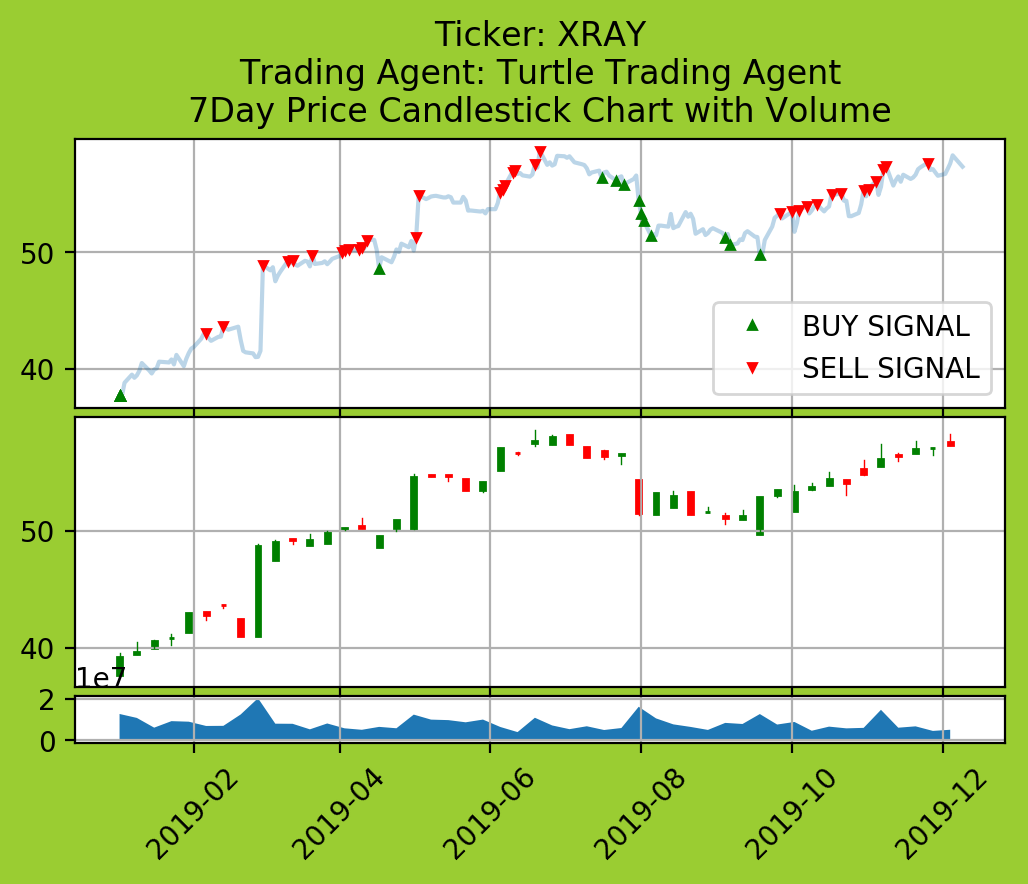 Ticker: XRAY
Trading Agent: Turtle Trading Agent
7Day Price Candlestick Chart with Volume
50
40
BUY SIGNAL
SELL SIGNAL
50
40
1e7
2
0
2019-02
2019-04
2019-06
2019-08
2019-10
2019-12